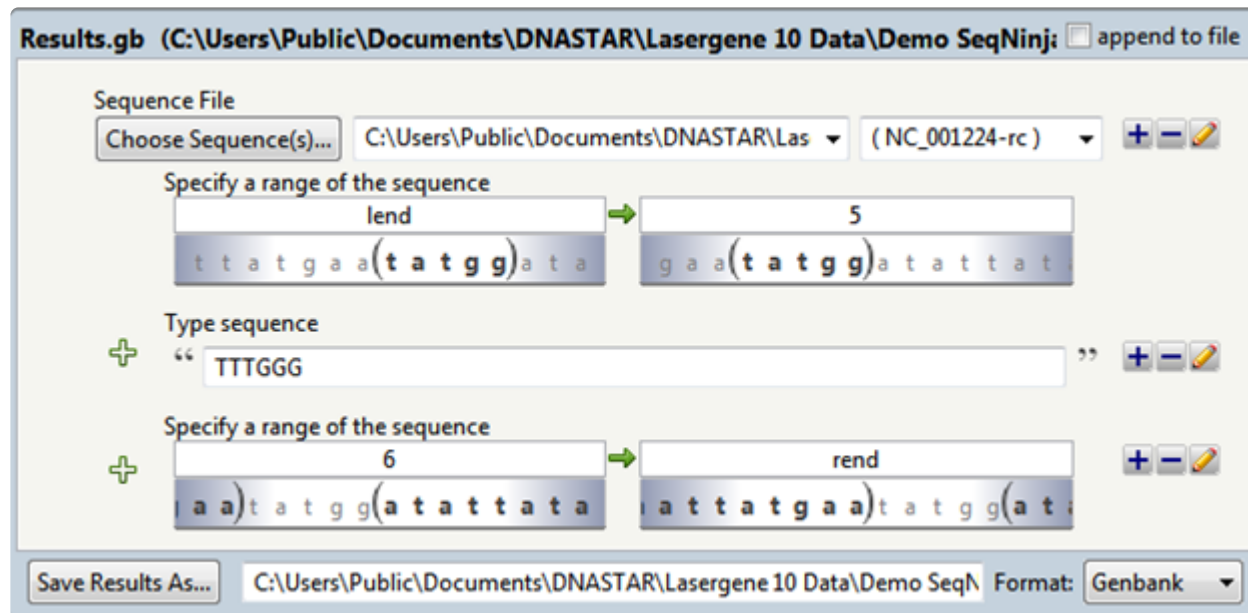 Results.gb (C:\Users\Public\Documents\DNASTAR\Lasergene 10 Data\Demo SeqNinj append to file
Sequence File
Choose Sequence(s)... C:\Users\Public\Documents\DNASTAR\Las ( NC_001224-rc )
Specify a range of the sequence
lend 5
t t a t g a a(t a t g g)a t a g a a(t a t g g)a t a t t a t
Type sequence
“ TTTGGG ”
Specify a range of the sequence
6 rend
a a)t a t g g(a t a t t a t a a t t a t g a a)t a t g g(a t
Save Results As... C:\Users\Public\Documents\DNASTAR\Lasergene 10 Data\Demo SeqN Format: Genbank